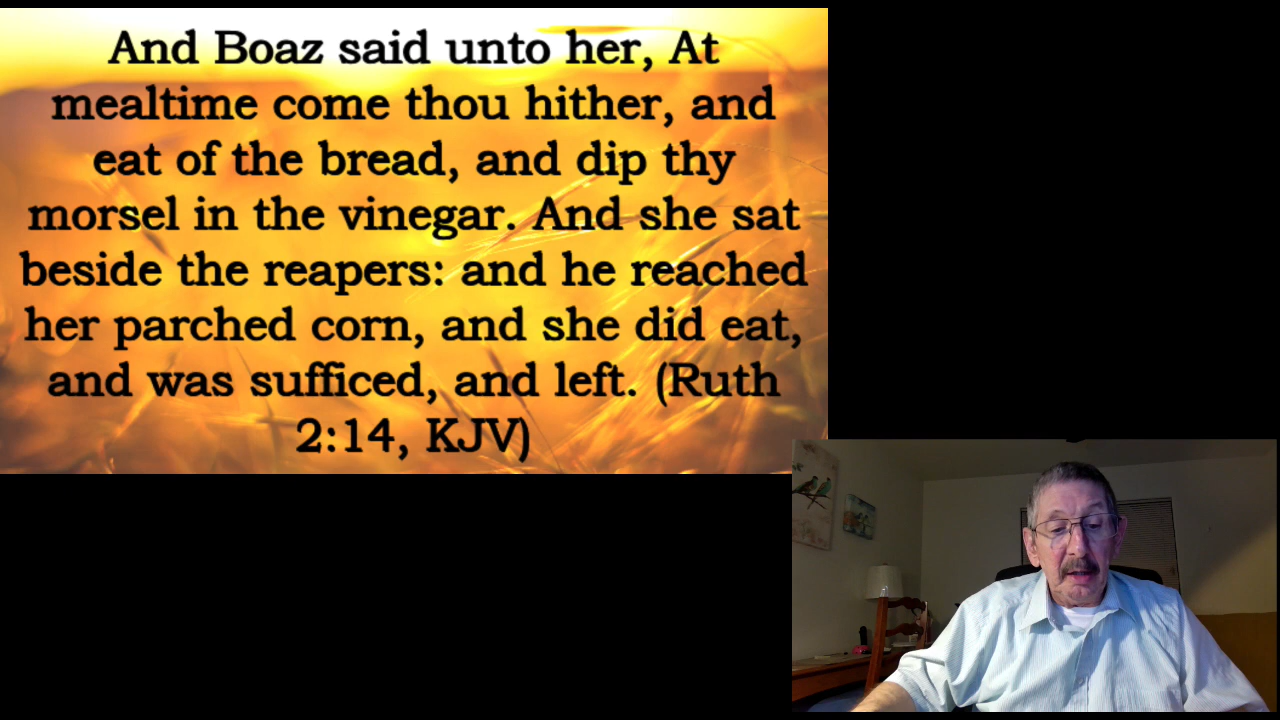 And Boaz said unto her, At
mealtime come thou hither, and
eat of the bread, and dip thy
morsel in the vinegar. And she sat
beside the reapers: and he reached
her parched corn, and she did eat,
and was sufficed, and left. (Ruth
2:14, KJV)